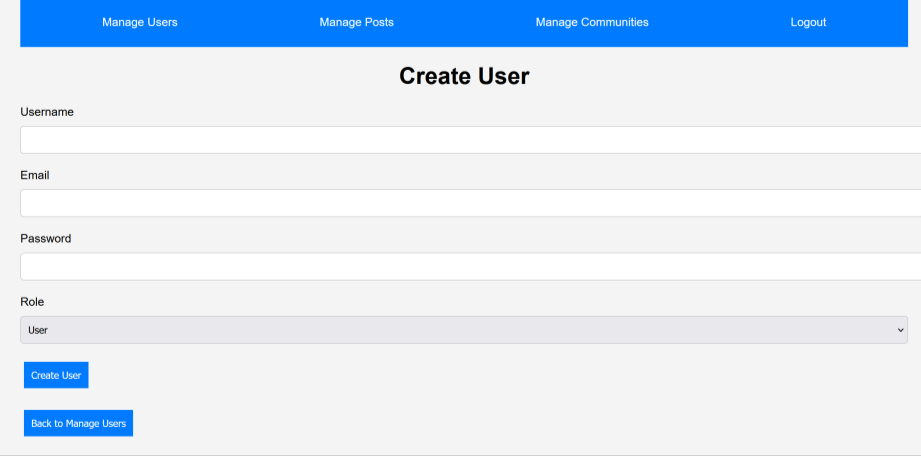 Manage Users Manage Posts Manage Communities Logout
Create User
Username
Email
Password
Role
User
Create User
Back to Manage Users